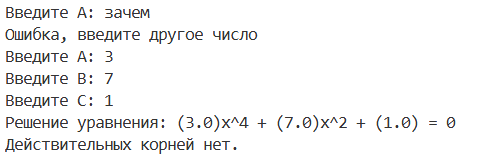 Введите A: зачем
Ошибка, введите другое число
Введите A: 3
Введите B: 7
Введите C: 1
Решение уравнения: (3.0)x^4 + (7.0)x^2 + (1.0) = 0
Действительных корней нет.